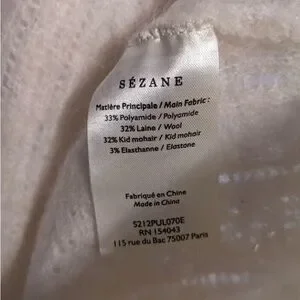 SÉZANE
Matière Principale / Main Fabric :
33% Polyamide / Polyamide
32% Laine / Wool
32% Kid mohair / Kid mohair
3% Elasthanne / Elastone
Fabriqué en Chine
Made in China
S212PUL070E
RN 154043
115 rue du Bac 75007 Paris